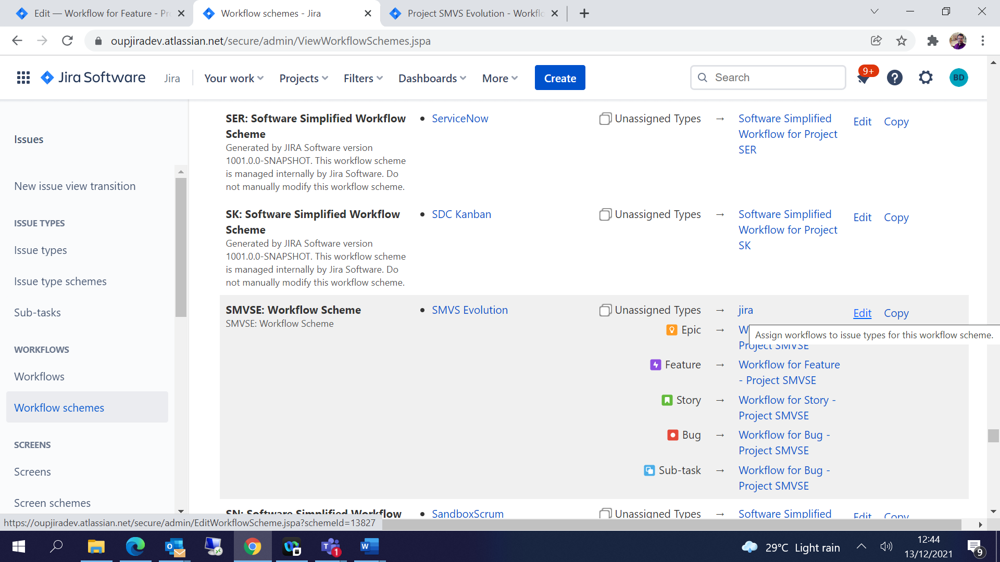 Edit — Workflow for Feature - Pr
Workflow schemes - Jira
Project SMVS Evolution - Workflo
oupjiradev.atlassian.net/secure/admin/ViewWorkflowSchemes.jspa
Jira Software
Jira
Your work
Projects
Filters
Dashboards
More
Create
Search
9+
BD
Issues
New issue view transition
ISSUE TYPES
Issue types
Issue type schemes
Sub-tasks
WORKFLOWS
Workflows
Workflow schemes
SCREENS
Screens
Screen schemes
SER: Software Simplified Workflow
Scheme
Generated by JIRA Software version
1001.0.0-SNAPSHOT. This workflow scheme
is managed internally by Jira Software. Do
not manually modify this workflow scheme.
ServiceNow
Unassigned Types →
Software Simplified
Workflow for Project
SER
Edit Copy
SK: Software Simplified Workflow
Scheme
Generated by JIRA Software version
1001.0.0-SNAPSHOT. This workflow scheme
is managed internally by Jira Software. Do
not manually modify this workflow scheme.
SDC Kanban
Unassigned Types →
Software Simplified
Workflow for Project
SK
Edit Copy
SMVSE: Workflow Scheme
SMVSE: Workflow Scheme
SMVS Evolution
Unassigned Types → jira
Edit Copy
Epic → W
Project SMVSE
Assign workflows to issue types for this workflow scheme.
Feature → Workflow for Feature
- Project SMVSE
Story → Workflow for Story -
Project SMVSE
Bug → Workflow for Bug -
Project SMVSE
Sub-task → Workflow for Bug -
Project SMVSE
SN: Software Simplified Workflow
SandboxScrum
Unassigned Types
Software Simplified
Edit Copy
https://oupjiradev.atlassian.net/secure/admin/EditWorkflowScheme.jspa?schemeId=13827
29°C Light rain
12:44
13/12/2021
9
1